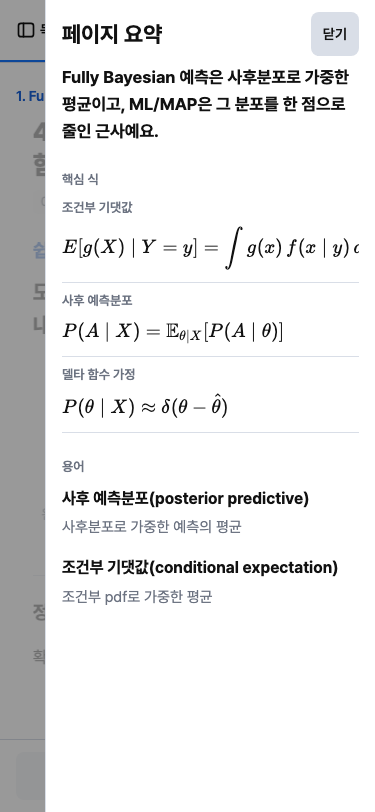 페이지 요약
닫기
Fully Bayesian 예측은 사후분포로 가중한
평균이고, ML/MAP은 그 분포를 한 점으로
줄인 근사예요.
1. Fu
핵심 식
조건부 기댓값
E[g(X) | Y = y] = ∫ g(x) f(x | y)
사후 예측분포
P(A | X) = 𝔼_{θ|X}[P(A | θ)]
델타 함수 가정
P(θ | X) ≈ δ(θ − θ̂)
용어
사후 예측분포(posterior predictive)
사후분포로 가중한 예측의 평균
조건부 기댓값(conditional expectation)
조건부 pdf로 가중한 평균